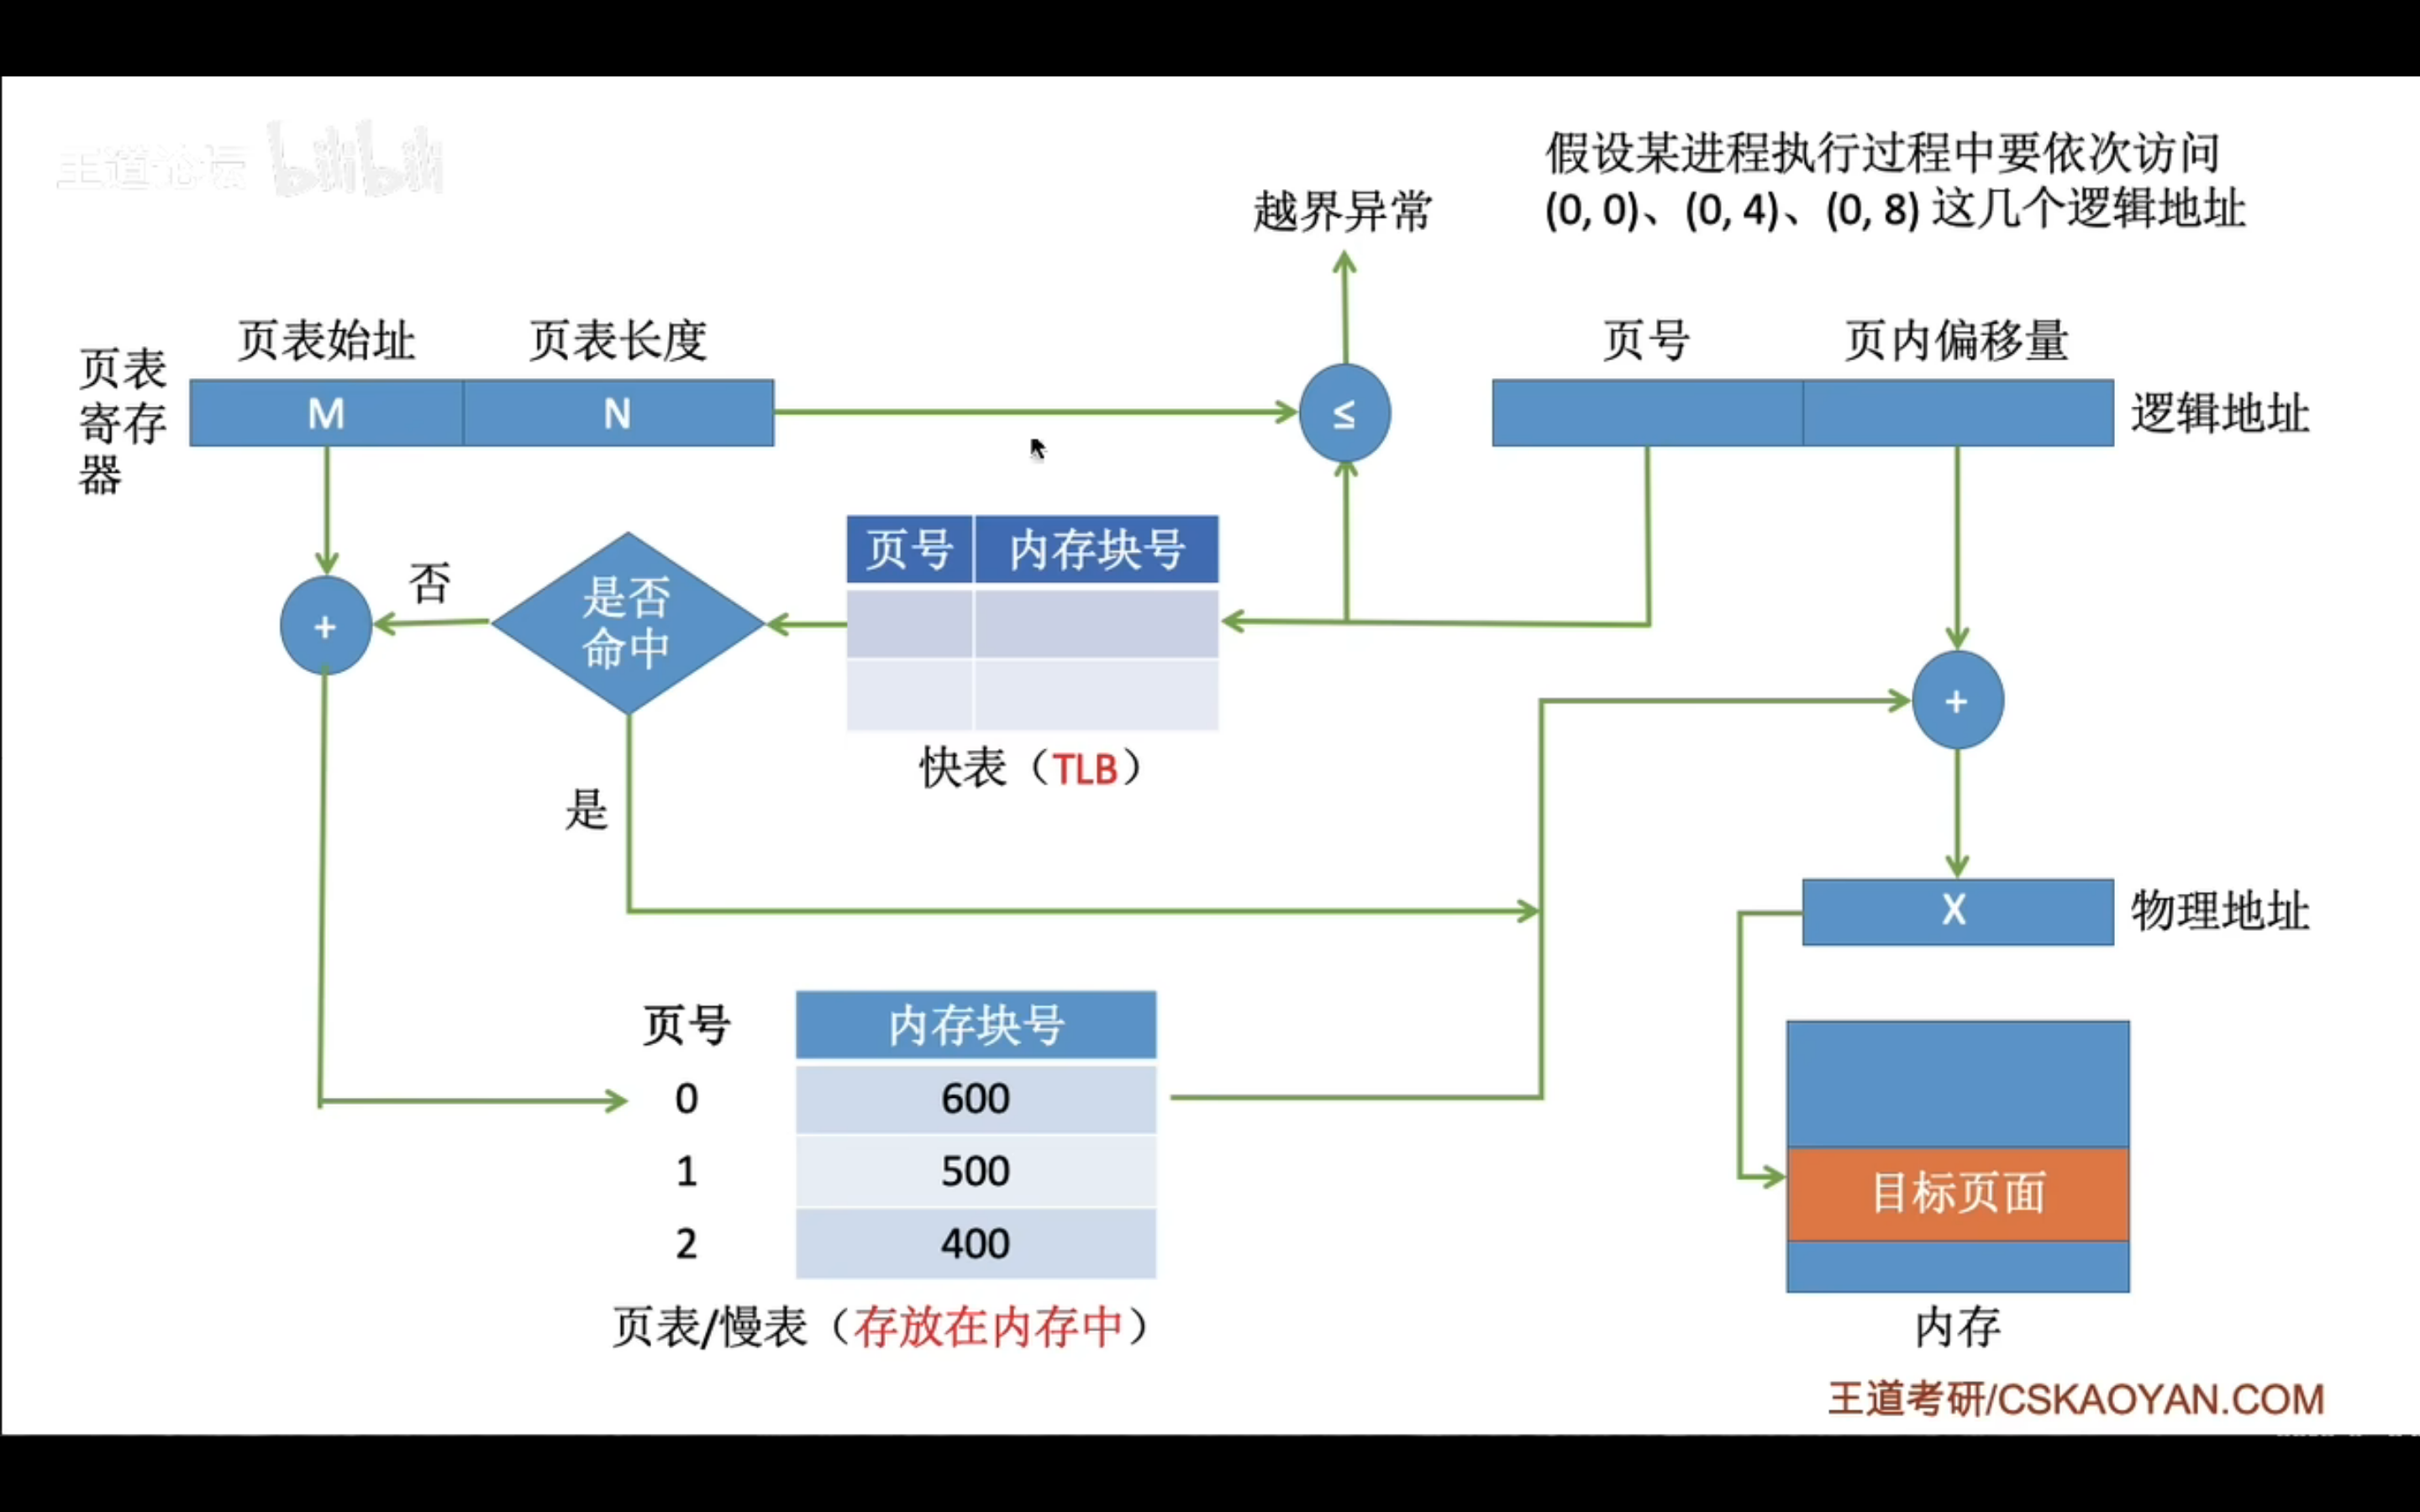 王道论坛 bilibili
假设某进程执行过程中要依次访问
(0, 0)、(0, 4)、(0, 8) 这几个逻辑地址
越界异常
页表始址 页表长度
页号 页内偏移量
页表
寄存
器
M N
≤
逻辑地址
页号 内存块号
是否
命中
否
+
快表（TLB）
+
是
X
物理地址
页号 内存块号
0 600
1 500
2 400
目标页面
页表/慢表（存放在内存中）
内存
王道考研/CSKAOYAN.COM